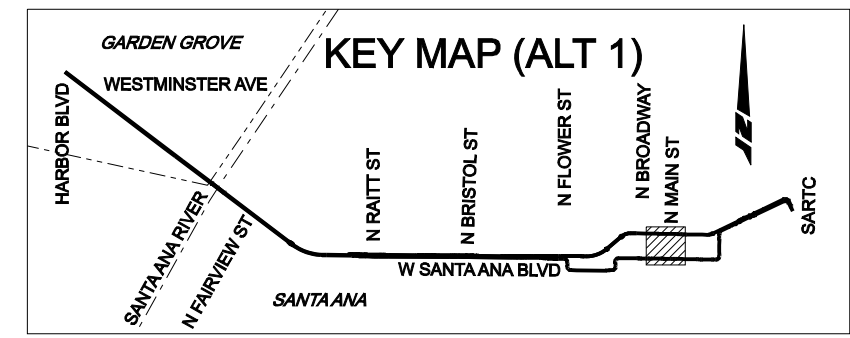 GARDEN GROVE
KEY MAP (ALT 1)
WESTMINSTER AVE
HARBOR BLVD
N RAITT ST
N BRISTOL ST
N FLOWER ST
N BROADWAY
N MAIN ST
SARTC
SANTA ANA RIVER
N FAIRVIEW ST
W SANTA ANA BLVD
SANTA ANA